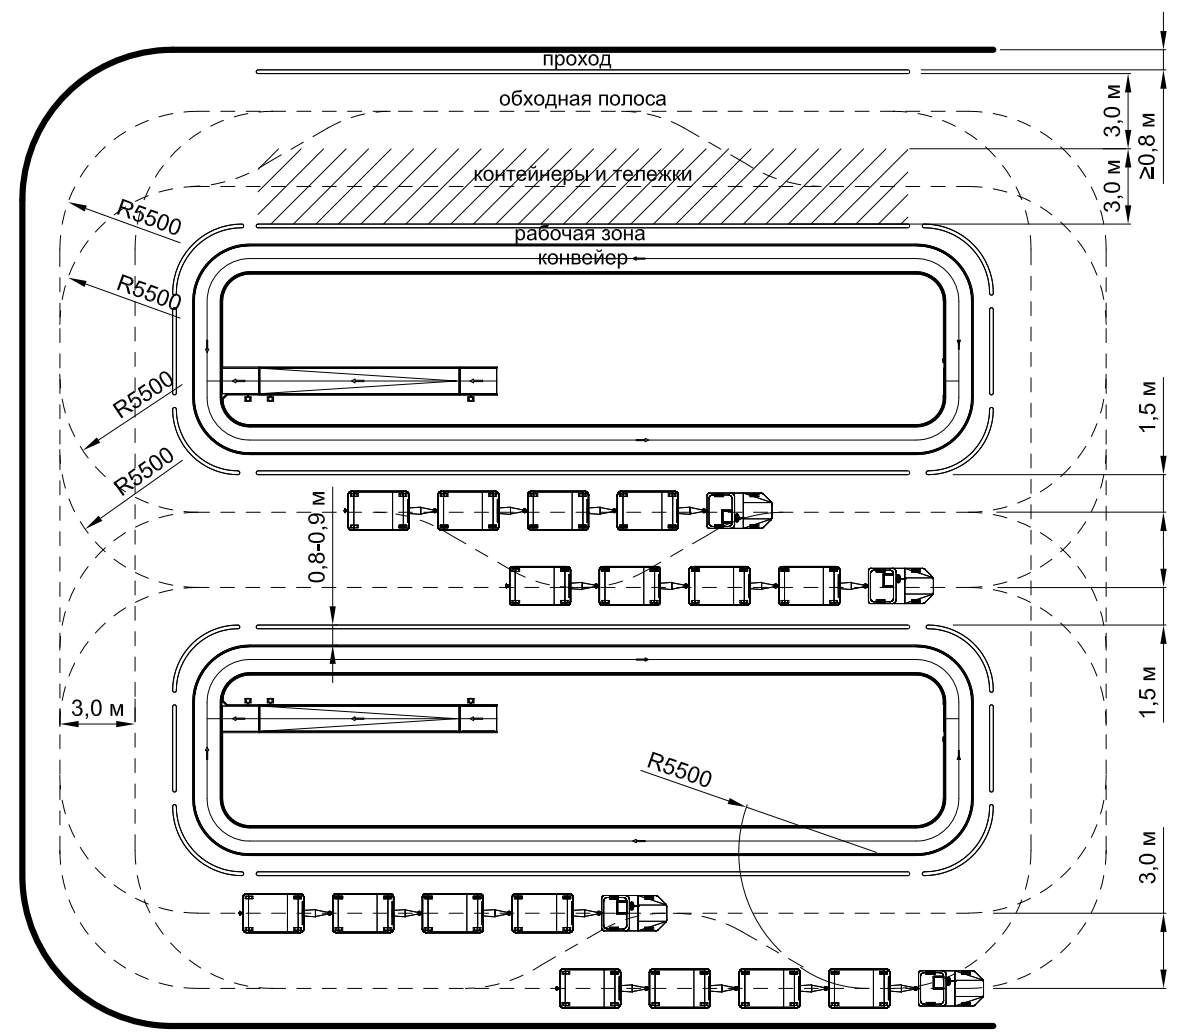 проход
обходная полоса
3,0 м
≥0,8 м
контейнеры и тележки
3,0 м
R5500
рабочая зона
конвейер
R5500
R5500
1,5 м
R5500
0,8-0,9 м
3,0 м
1,5 м
R5500
3,0 м